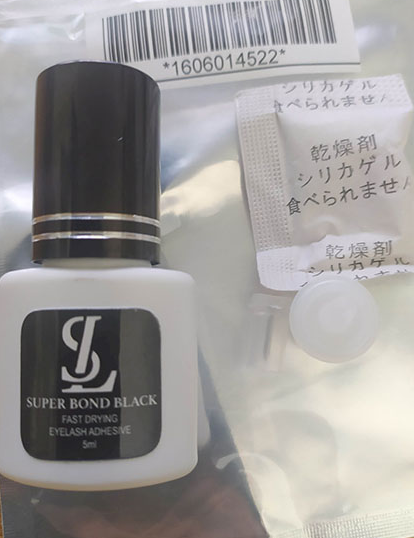 *1606014522*
シリカゲル
食べられませ
乾燥剤
シリカゲル
食べられませ
乾燥剤
シリカゲル
SL
SUPER BOND BLACK
FAST DRYING
EYELASH ADHESIVE
5ml